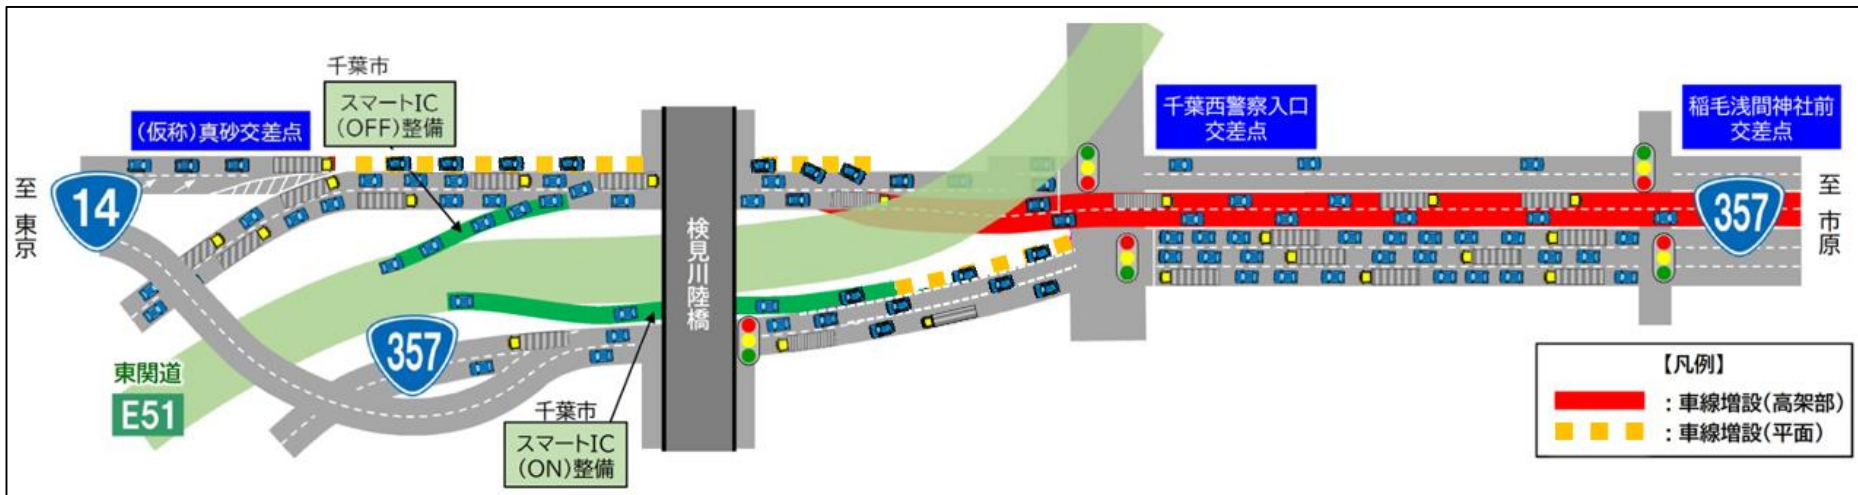 千葉市
スマートIC
(OFF)整備
(仮称)真砂交差点
千葉西警察入口
交差点
稲毛浅間神社前
交差点
至 東京
14
検見川陸橋
357
至 市原
357
東関道
E51
千葉市
スマートIC
(ON)整備
【凡例】
:車線増設(高架部)
:車線増設(平面)